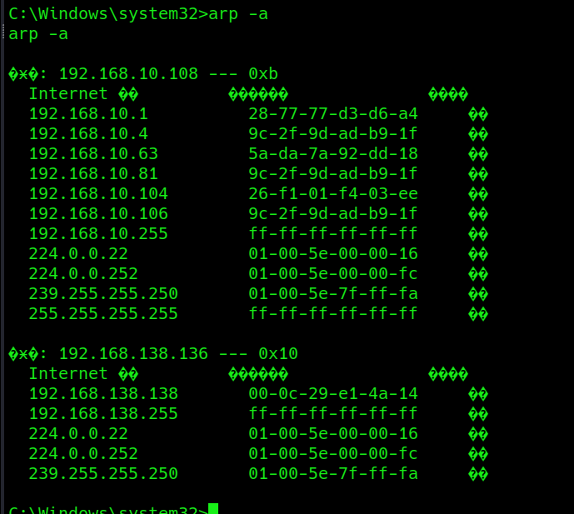 C:\Windows\system32>arp -a
arp -a
: 192.168.10.108 --- 0xb
Internet
192.168.10.1 28-77-77-d3-d6-a4
192.168.10.4 9c-2f-9d-ad-b9-1f
192.168.10.63 5a-da-7a-92-dd-18
192.168.10.81 9c-2f-9d-ad-b9-1f
192.168.10.104 26-f1-01-f4-03-ee
192.168.10.106 9c-2f-9d-ad-b9-1f
192.168.10.255 ff-ff-ff-ff-ff-ff
224.0.0.22 01-00-5e-00-00-16
224.0.0.252 01-00-5e-00-00-fc
239.255.255.250 01-00-5e-7f-ff-fa
255.255.255.255 ff-ff-ff-ff-ff-ff
: 192.168.138.136 --- 0x10
Internet
192.168.138.138 00-0c-29-e1-4a-14
192.168.138.255 ff-ff-ff-ff-ff-ff
224.0.0.22 01-00-5e-00-00-16
224.0.0.252 01-00-5e-00-00-fc
239.255.255.250 01-00-5e-7f-ff-fa
C:\Windows\system32>